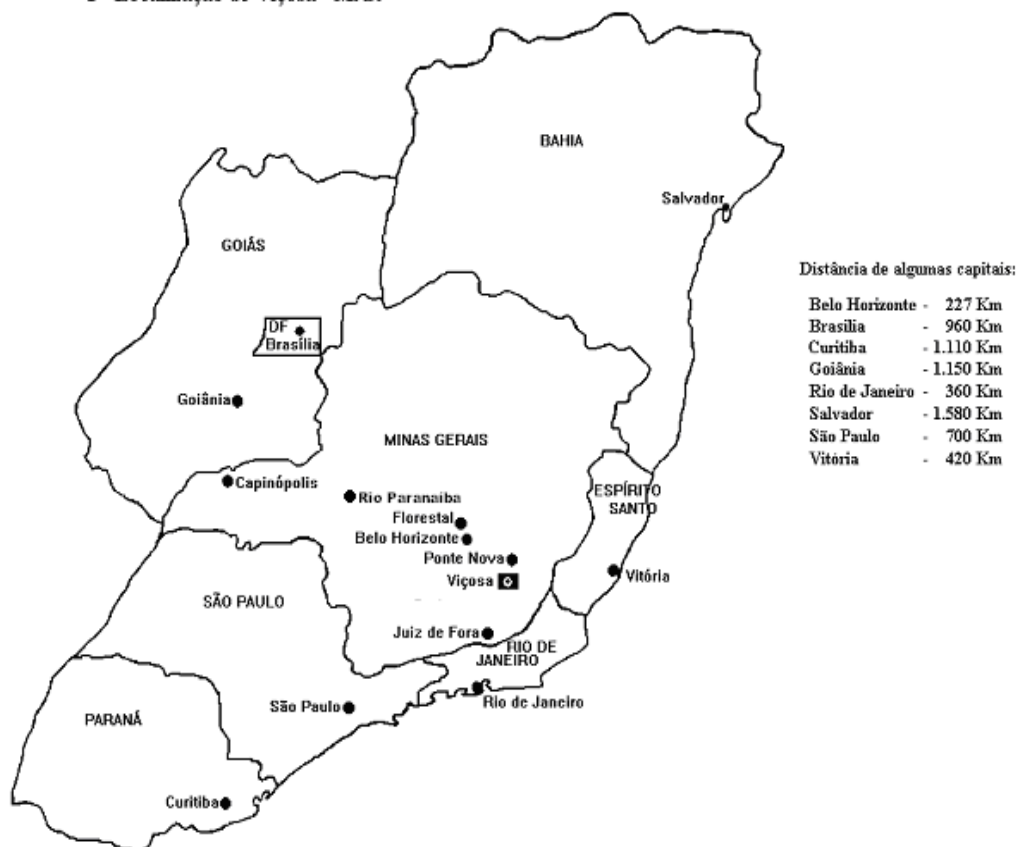 BAHIA
Salvador
GOIÁS
Distância de algumas capitais:
Belo Horizonte - 227 Km
Brasília - 960 Km
Curitiba - 1.110 Km
Goiânia - 1.150 Km
Rio de Janeiro - 360 Km
Salvador - 1.580 Km
São Paulo - 700 Km
Vitória - 420 Km
DF
Brasília
Goiânia
MINAS GERAIS
Capinópolis
Rio Paranaíba
ESPÍRITO
SANTO
Florestal
Belo Horizonte
Ponte Nova
Viçosa
Vitória
SÃO PAULO
Juiz de Fora
RIO DE
JANEIRO
São Paulo
Rio de Janeiro
PARANÁ
Curitiba